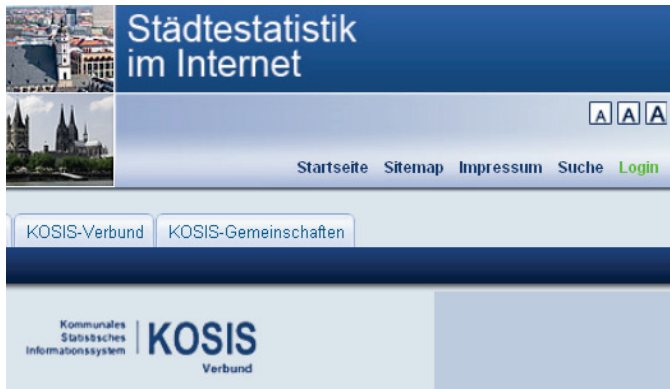 Städtestatistik
im Internet
A A A
Startseite Sitemap Impressum Suche Login
KOSIS-Verbund KOSIS-Gemeinschaften
Kommunales
Statistisches
Informationssystem
KOSIS
Verbund